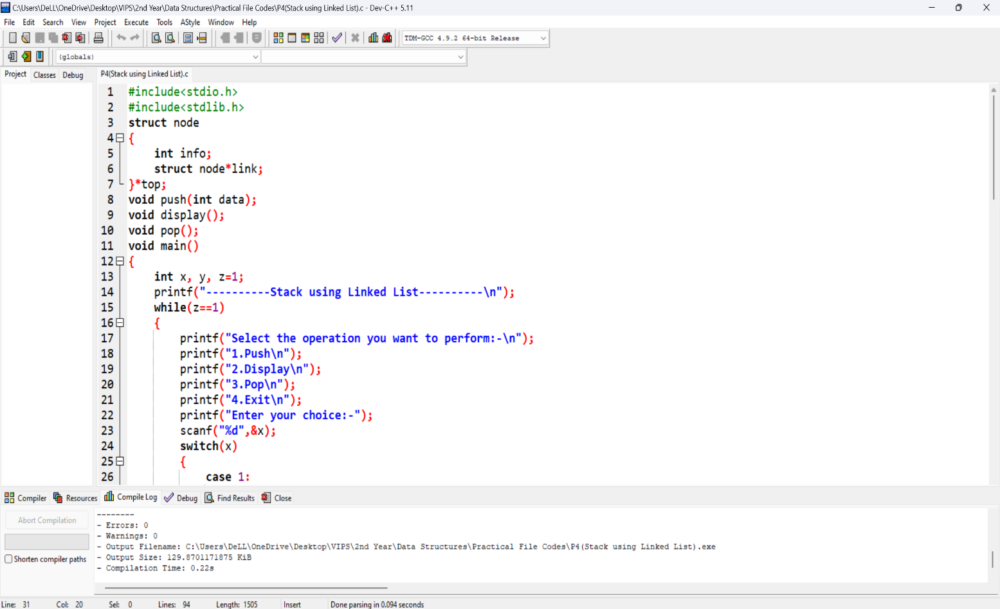 C:\Users\DeLL\OneDrive\Desktop\VIPS\2nd Year\Data Structures\Practical File Codes\P4(Stack using Linked List).c - Dev-C++ 5.11
File Edit Search View Project Execute Tools AStyle Window Help
TDM-GCC 4.9.2 64-bit Release
(globals)
Project Classes Debug P4(Stack using Linked List).c
1 #include<stdio.h>
2 #include<stdlib.h>
3 struct node
4 {
5 int info;
6 struct node*link;
7 }*top;
8 void push(int data);
9 void display();
10 void pop();
11 void main()
12 {
13 int x, y, z=1;
14 printf("----------Stack using Linked List----------\n");
15 while(z==1)
16 {
17 printf("Select the operation you want to perform:-\n");
18 printf("1.Push\n");
19 printf("2.Display\n");
20 printf("3.Pop\n");
21 printf("4.Exit\n");
22 printf("Enter your choice:-");
23 scanf("%d",&x);
24 switch(x)
25 {
26 case 1:
Compiler Resources Compile Log Debug Find Results Close
Abort Compilation
Shorten compiler paths
--------
- Errors: 0
- Warnings: 0
- Output Filename: C:\Users\DeLL\OneDrive\Desktop\VIPS\2nd Year\Data Structures\Practical File Codes\P4(Stack using Linked List).exe
- Output Size: 129.8701171875 KiB
- Compilation Time: 0.22s
Line: 31 Col: 20 Sel: 0 Lines: 94 Length: 1505 Insert Done parsing in 0.094 seconds